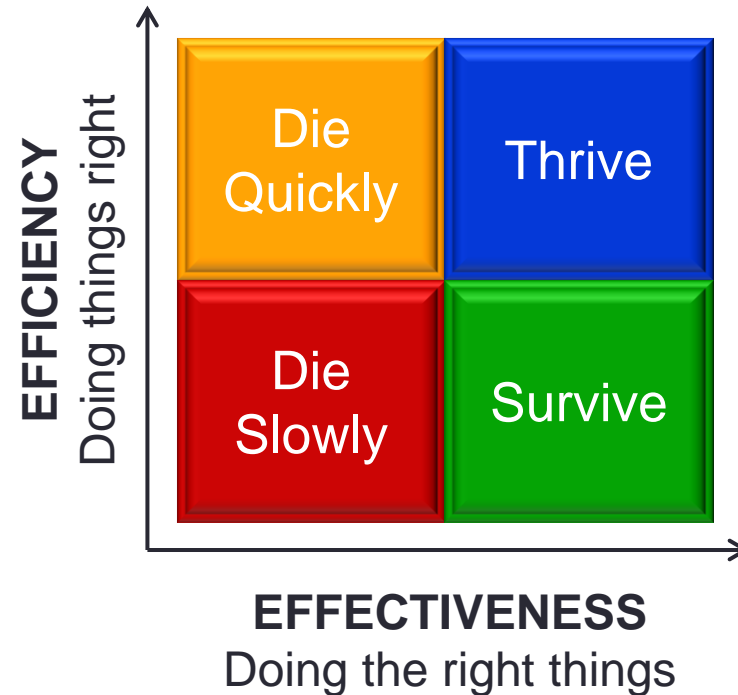 EFFICIENCY
Doing things right
Die
Quickly
Thrive
Die
Slowly
Survive
EFFECTIVENESS
Doing the right things